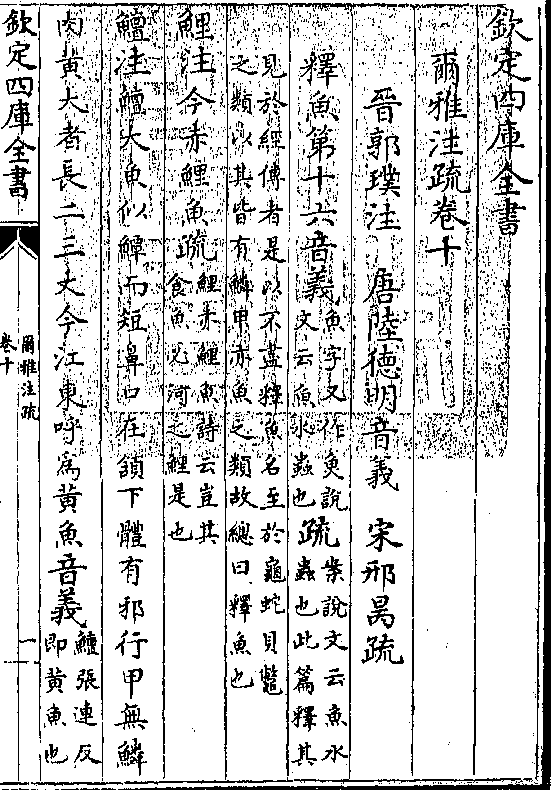 欽定四庫全書
爾雅注疏卷十
晉郭璞注 唐陸德明音義 宋邢昺疏
釋魚第十六音義魚字又作𤋳說文云魚水蟲也疏案說文云魚水蟲也此篇釋其
見於經傳者是以不盡釋魚名至於龜蛇貝鼈之類以其皆有鱗甲亦魚之類故總曰釋魚也
鯉注今赤鯉魚疏鯉赤鯉魚詩云豈其食魚必河之鯉是也
鱣注鱣大魚似鱏而短鼻口在頷下體有邪行甲無鱗
肉黃大者長二三丈今江東呼為黃魚音義鱣張連反即黃魚也
欽定四庫全書
爾雅注疏
卷十
一